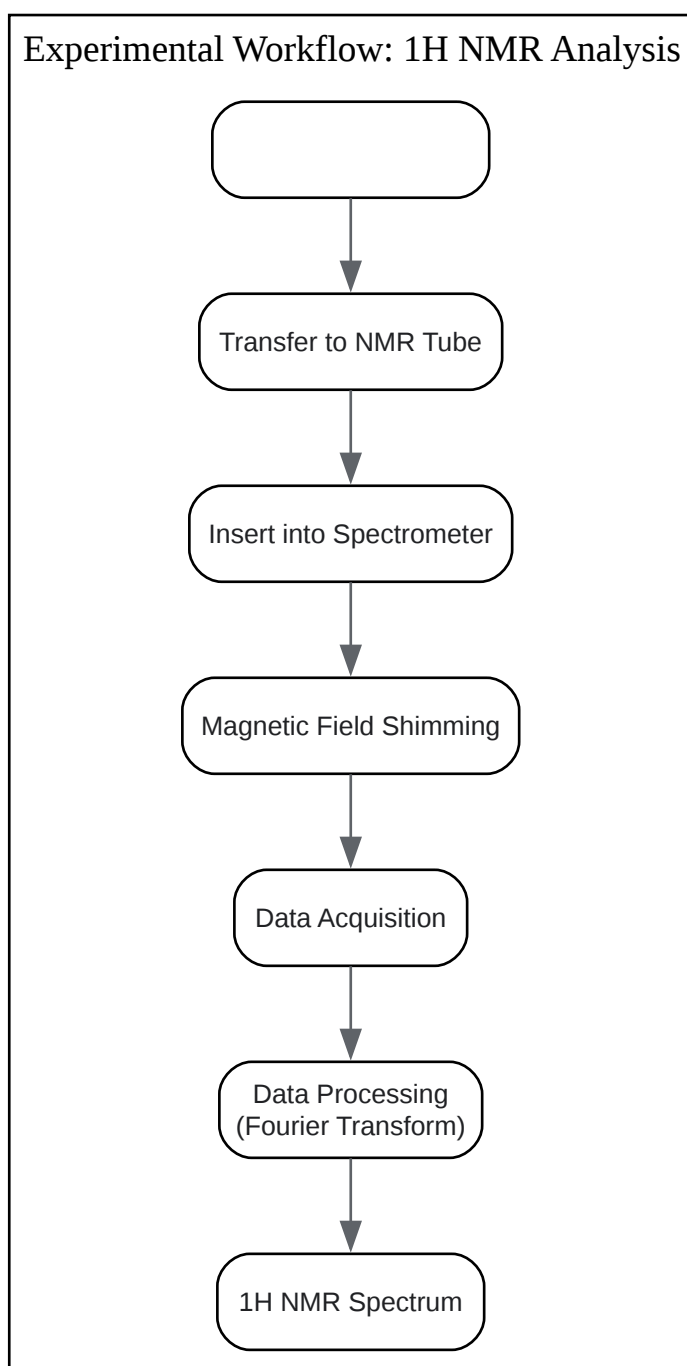 Experimental Workflow: 1H NMR Analysis
Transfer to NMR Tube
Insert into Spectrometer
Magnetic Field Shimming
Data Acquisition
Data Processing
(Fourier Transform)
1H NMR Spectrum